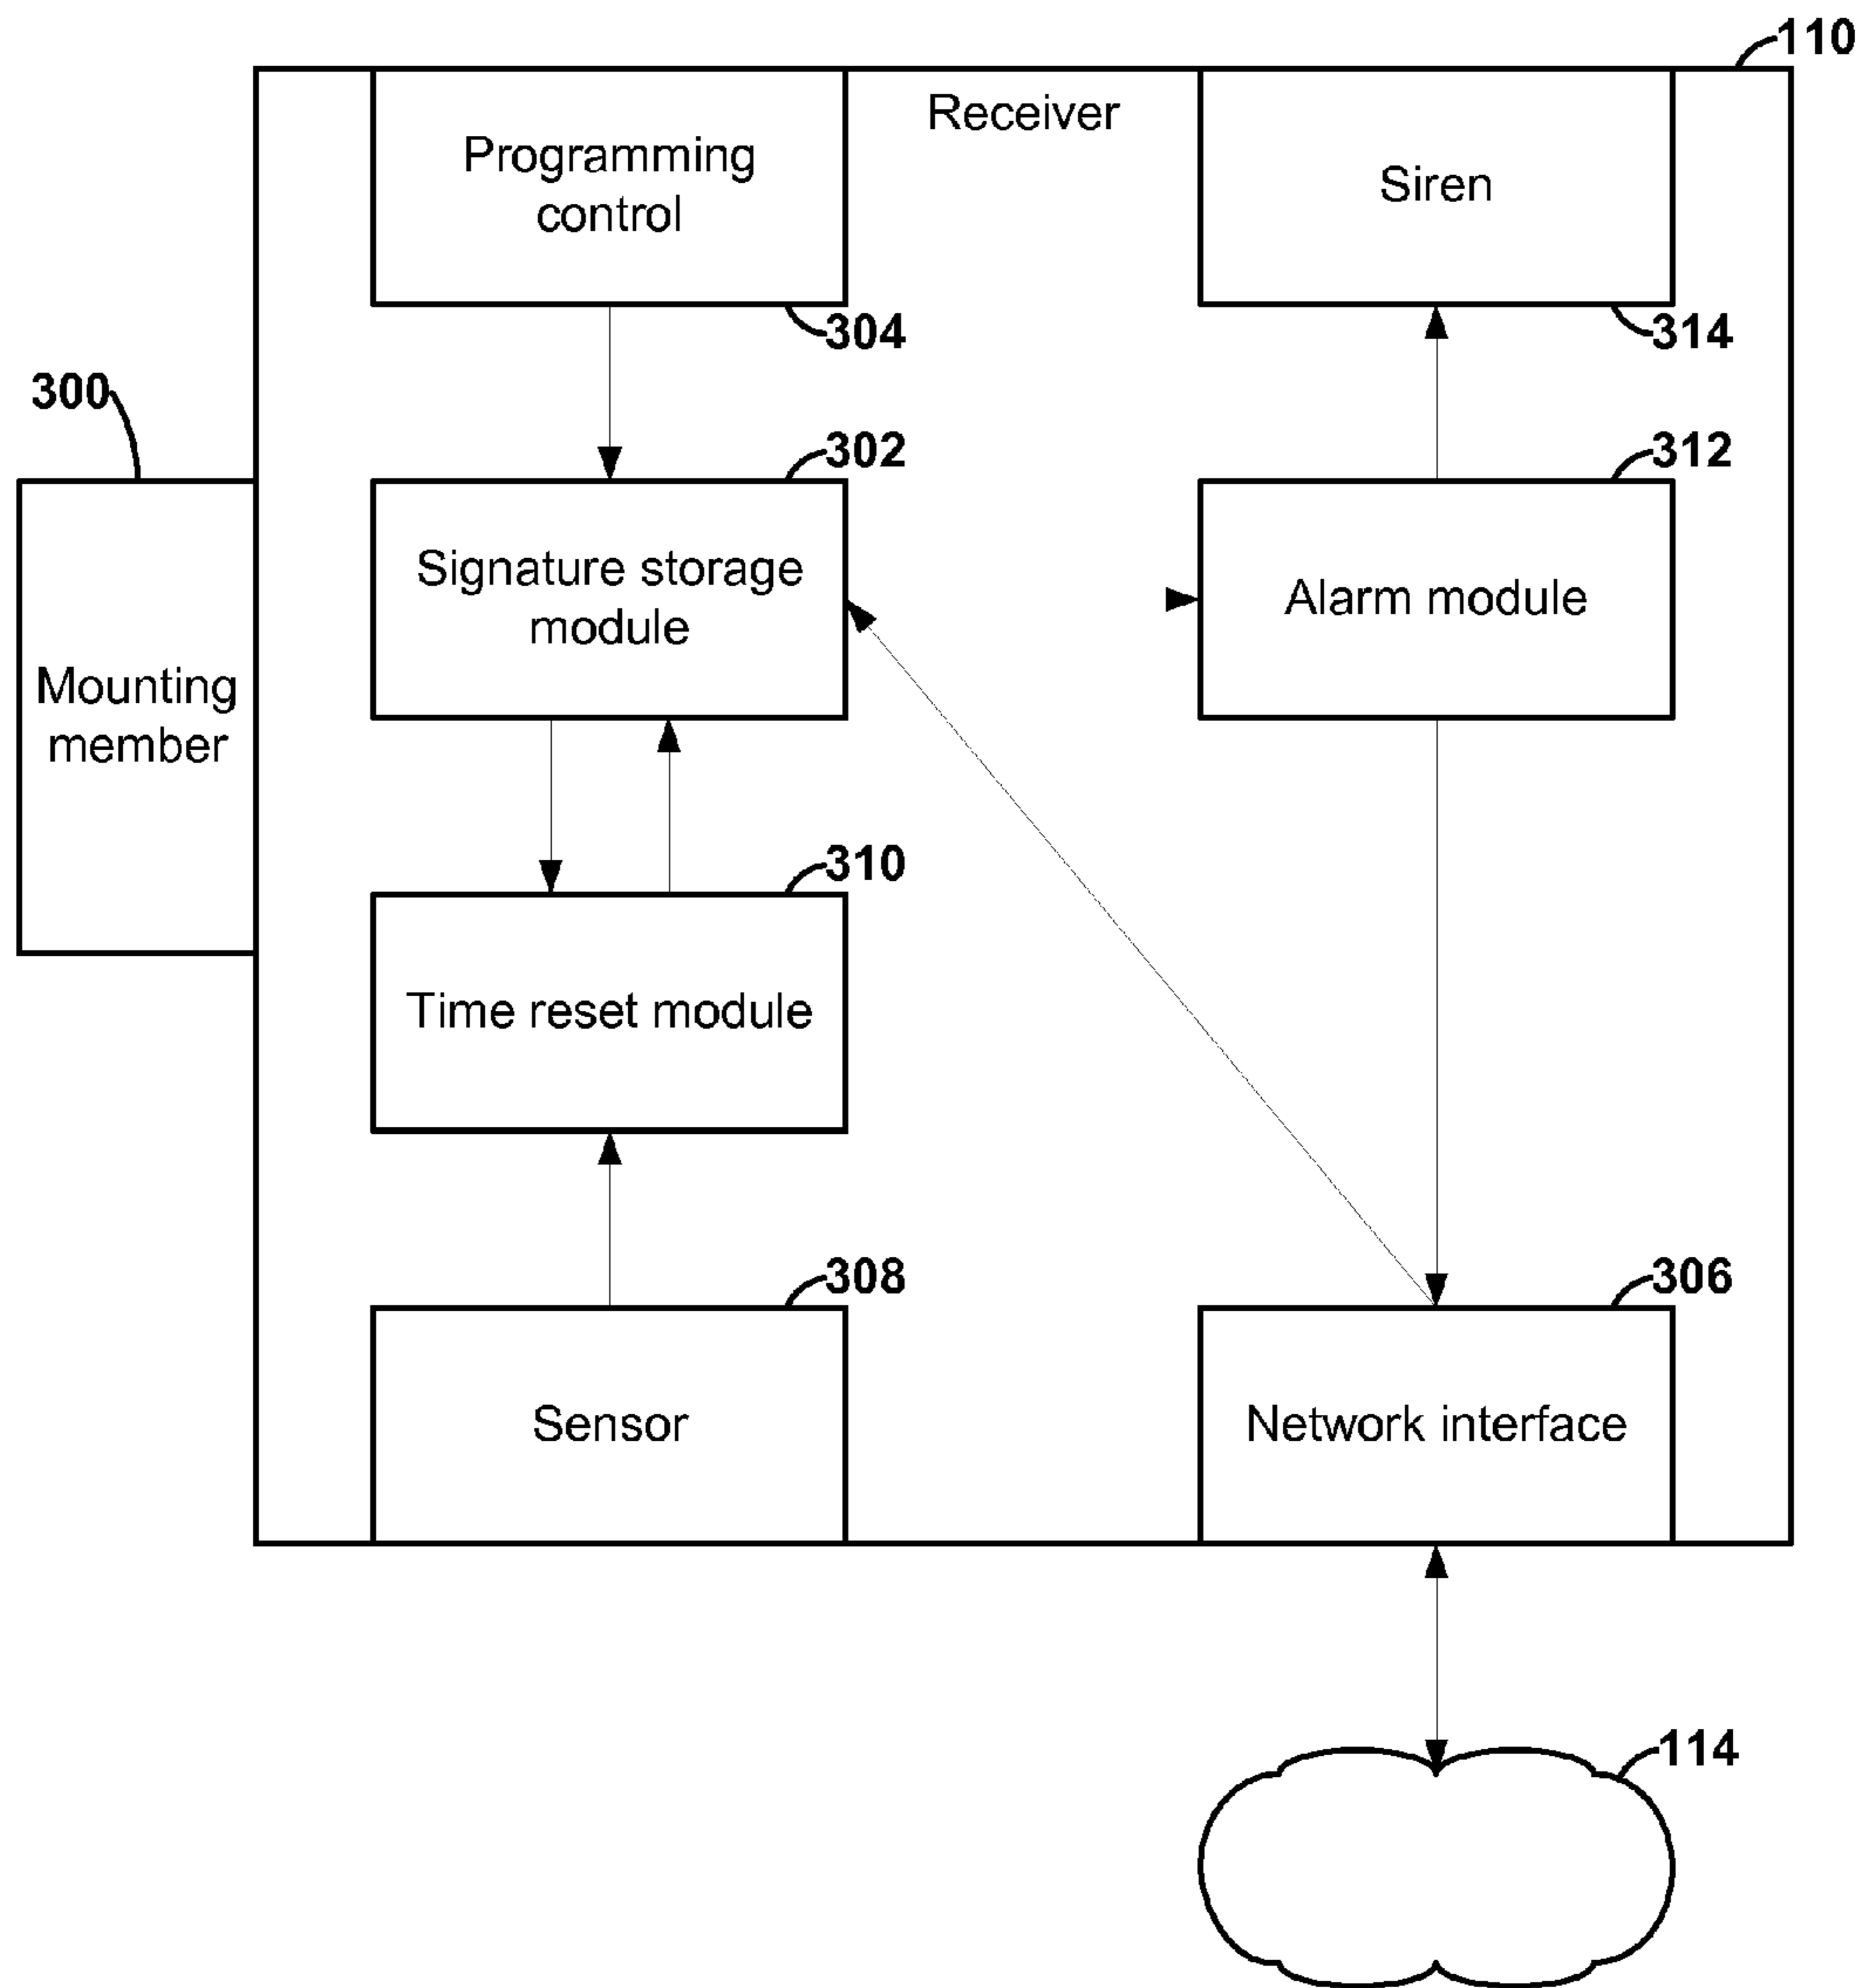 110
Receiver
Programming
control
Siren
304
314
300
302
312
Signature storage
module
Alarm module
Mounting
member
310
Time reset module
308
306
Sensor
Network interface
114